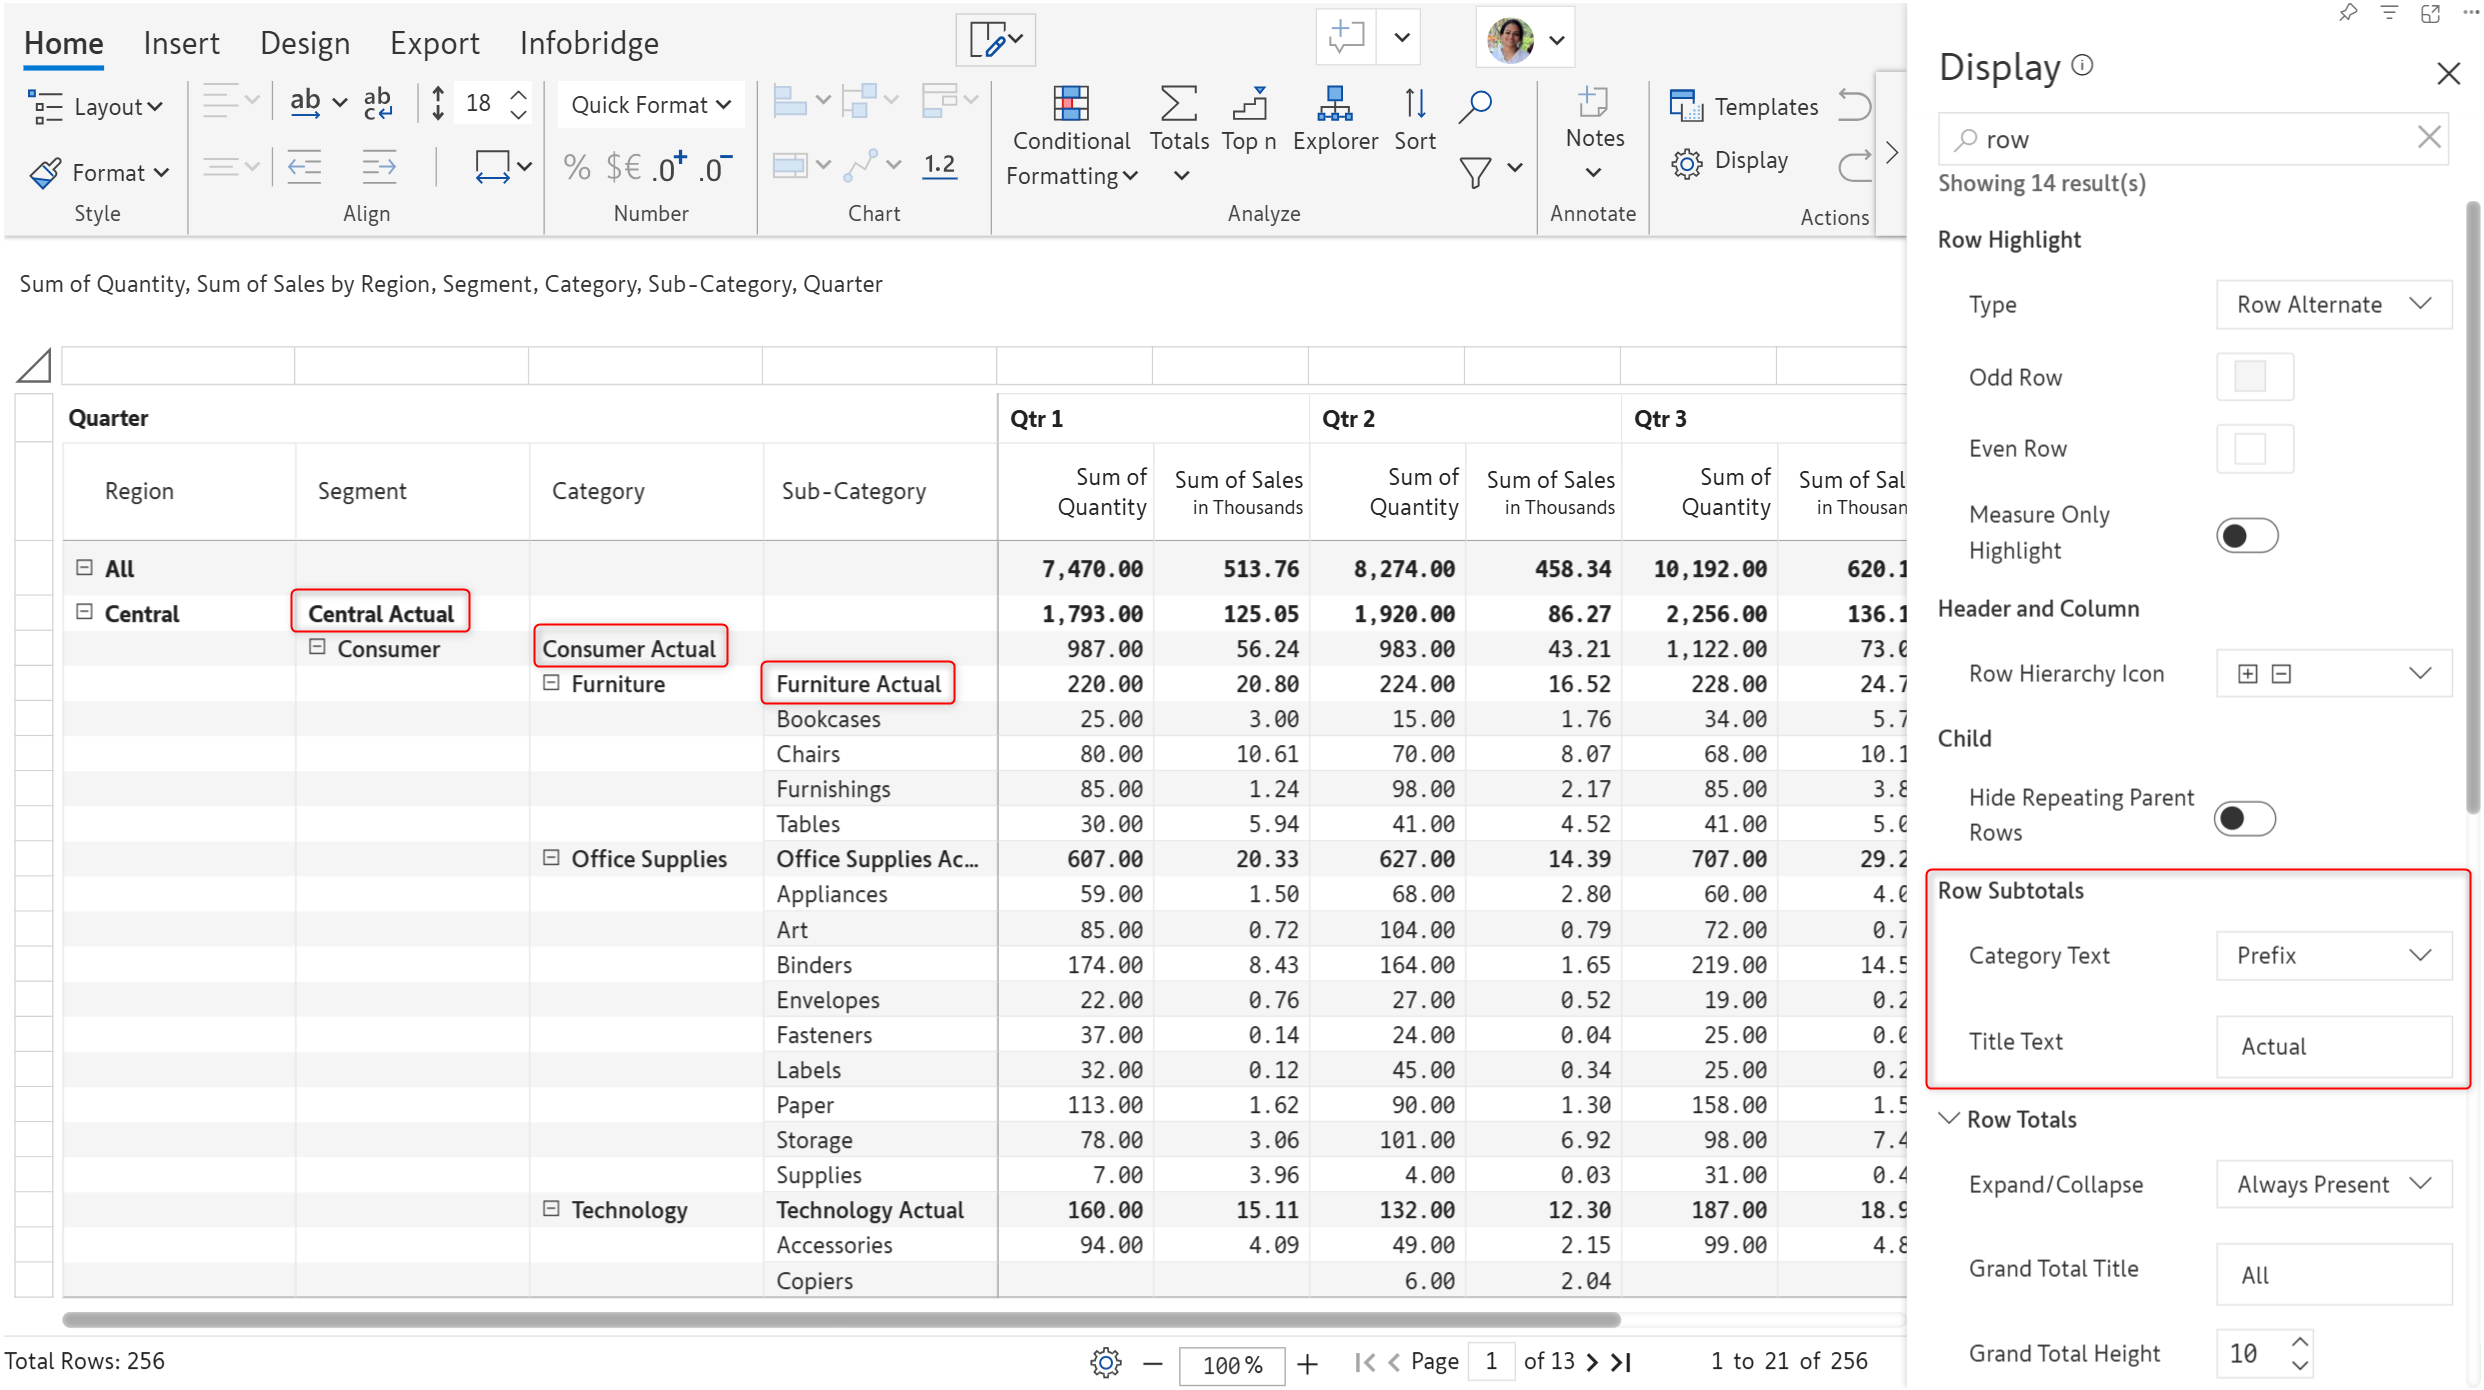 Home Insert Design Export Infobridge
Layout ab ab c 18 Quick Format Conditional Formatting Totals Top n Explorer Sort Notes Templates
Format % $€ .0+ .0- 1.2 Display
Style Align Number Chart Analyze Annotate Actions
Sum of Quantity, Sum of Sales by Region, Segment, Category, Sub-Category, Quarter
Quarter Qtr 1 Qtr 2 Qtr 3
Region Segment Category Sub-Category Sum of Quantity Sum of Sales in Thousands Sum of Quantity Sum of Sales in Thousands Sum of Quantity Sum of Sal in Thousan
All 7,470.00 513.76 8,274.00 458.34 10,192.00 620.1
Central Central Actual 1,793.00 125.05 1,920.00 86.27 2,256.00 136.1
Consumer Consumer Actual 987.00 56.24 983.00 43.21 1,122.00 73.0
Furniture Furniture Actual 220.00 20.80 224.00 16.52 228.00 24.7
Bookcases 25.00 3.00 15.00 1.76 34.00 5.7
Chairs 80.00 10.61 70.00 8.07 68.00 10.1
Furnishings 85.00 1.24 98.00 2.17 85.00 3.8
Tables 30.00 5.94 41.00 4.52 41.00 5.0
Office Supplies Office Supplies Ac... 607.00 20.33 627.00 14.39 707.00 29.2
Appliances 59.00 1.50 68.00 2.80 60.00 4.0
Art 85.00 0.72 104.00 0.79 72.00 0.7
Binders 174.00 8.43 164.00 1.65 219.00 14.5
Envelopes 22.00 0.76 27.00 0.52 19.00 0.2
Fasteners 37.00 0.14 24.00 0.04 25.00 0.0
Labels 32.00 0.12 45.00 0.34 25.00 0.2
Paper 113.00 1.62 90.00 1.30 158.00 1.5
Storage 78.00 3.06 101.00 6.92 98.00 7.4
Supplies 7.00 3.96 4.00 0.03 31.00 0.4
Technology Technology Actual 160.00 15.11 132.00 12.30 187.00 18.9
Accessories 94.00 4.09 49.00 2.15 99.00 4.8
Copiers 6.00 2.04
Total Rows: 256 100 % Page 1 of 13 1 to 21 of 256
Display
row
Showing 14 result(s)
Row Highlight
Type Row Alternate
Odd Row
Even Row
Measure Only
Highlight
Header and Column
Row Hierarchy Icon
Child
Hide Repeating Parent
Rows
Row Subtotals
Category Text Prefix
Title Text Actual
Row Totals
Expand/Collapse Always Present
Grand Total Title All
Grand Total Height 10